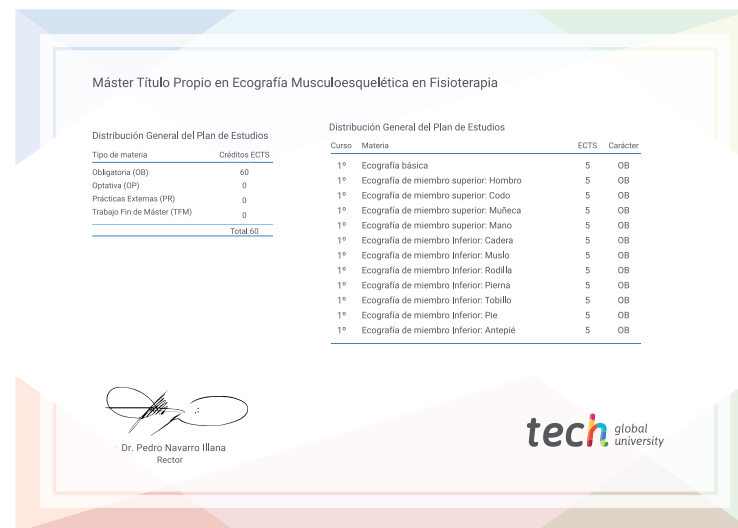 Máster Título Propio en Ecografía Musculoesquelética en Fisioterapia
Distribución General del Plan de Estudios
Tipo de materia Créditos ECTS
Obligatoria (OB) 60
Optativa (OP) 0
Prácticas Externas (PR) 0
Trabajo Fin de Máster (TFM) 0
Total 60
Distribución General del Plan de Estudios
Curso Materia ECTS Carácter
1º Ecografía básica 5 OB
1º Ecografía de miembro superior: Hombro 5 OB
1º Ecografía de miembro superior: Codo 5 OB
1º Ecografía de miembro superior: Muñeca 5 OB
1º Ecografía de miembro superior: Mano 5 OB
1º Ecografía de miembro Inferior: Cadera 5 OB
1º Ecografía de miembro Inferior: Muslo 5 OB
1º Ecografía de miembro Inferior: Rodilla 5 OB
1º Ecografía de miembro Inferior: Pierna 5 OB
1º Ecografía de miembro Inferior: Tobillo 5 OB
1º Ecografía de miembro Inferior: Pie 5 OB
1º Ecografía de miembro Inferior: Antepié 5 OB
Dr. Pedro Navarro Illana
Rector
tech global
university